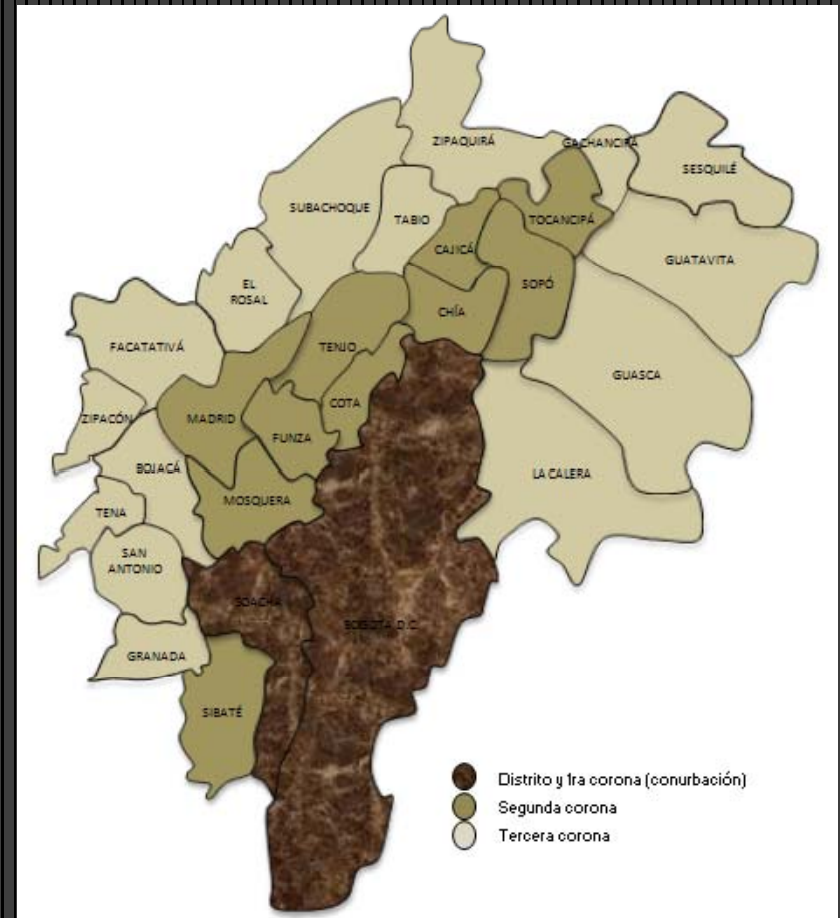 ZIPAQUIRÁ
GACHANCIPÁ
SESQUILÉ
SUBACHOQUE
TABIO
TOCANCIPÁ
CAJICÁ
GUATAVITA
EL
ROSAL
SOPÓ
CHÍA
FACATATIVÁ
TENJO
GUASCA
COTA
ZIPACÓN
MADRID
FUNZA
BOJACÁ
LA CALERA
MOSQUERA
TENA
SAN
ANTONIO
SOACHA
BOGOTA D.C.
GRANADA
SIBATÉ
Distrito y 1ra corona (conurbación)
Segunda corona
Tercera corona